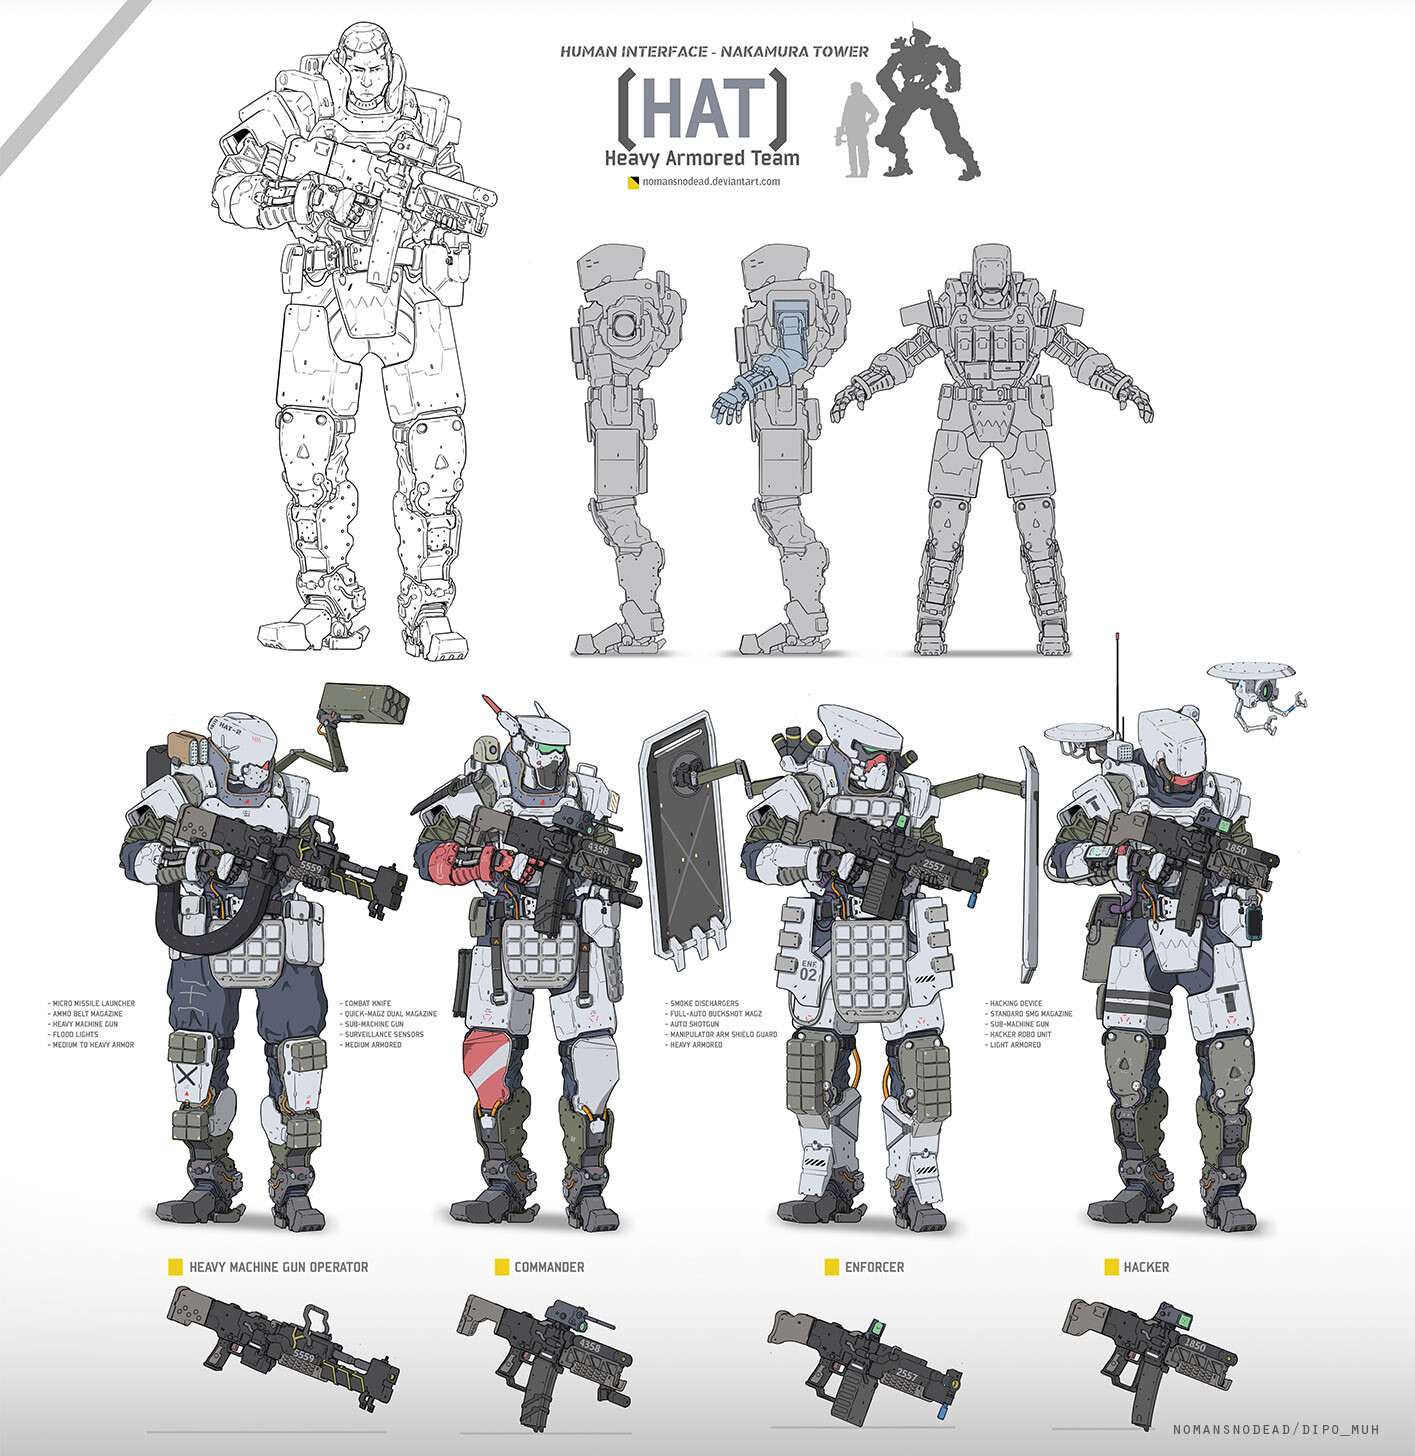 HUMAN INTERFACE - NAKAMURA TOWER
[HAT]
Heavy Armored Team
nomansnodead.deviantart.com
HAT-2
5559
4358
2557
1850
ENF.
02
T
T
- MICRO MISSILE LAUNCHER
- AMMO BELT MAGAZINE
- HEAVY MACHINE GUN
- FLOOD LIGHTS
- MEDIUM TO HEAVY ARMOR
- COMBAT KNIFE
- QUICK-MAGZ DUAL MAGAZINE
- SUB-MACHINE GUN
- SURVEILLANCE SENSORS
- MEDIUM ARMORED
- SMOKE DISCHARGERS
- FULL-AUTO BUCKSHOT MAGZ
- AUTO SHOTGUN
- MANIPULATOR ARM SHIELD GUARD
- HEAVY ARMORED
- HACKING DEVICE
- STANDARD SMG MAGAZINE
- SUB-MACHINE GUN
- HACKER ROBO UNIT
- LIGHT ARMORED
HEAVY MACHINE GUN OPERATOR
COMMANDER
ENFORCER
HACKER
5559
4358
2557
1850
NOMANSNODEAD/DIPO_MUH